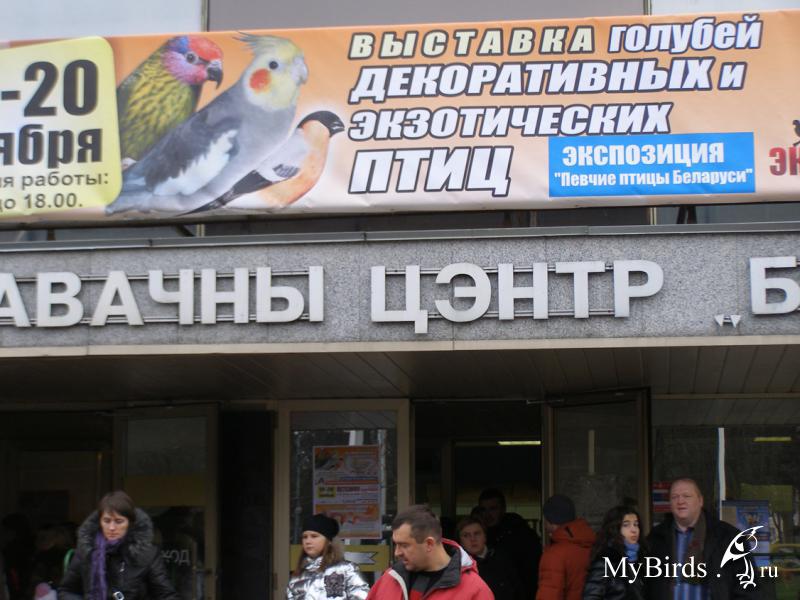 ВЫСТАВКА ГОЛУБЕЙ
ДЕКОРАТИВНЫХ И
ЭКЗОТИЧЕСКИХ
ПТИЦ
ЭКСПОЗИЦИЯ
"Певчие птицы Беларуси"
-20
ября
работы:
до 18.00.
АВАЧНЫ ЦЭНТР „Б
MyBirds.ru